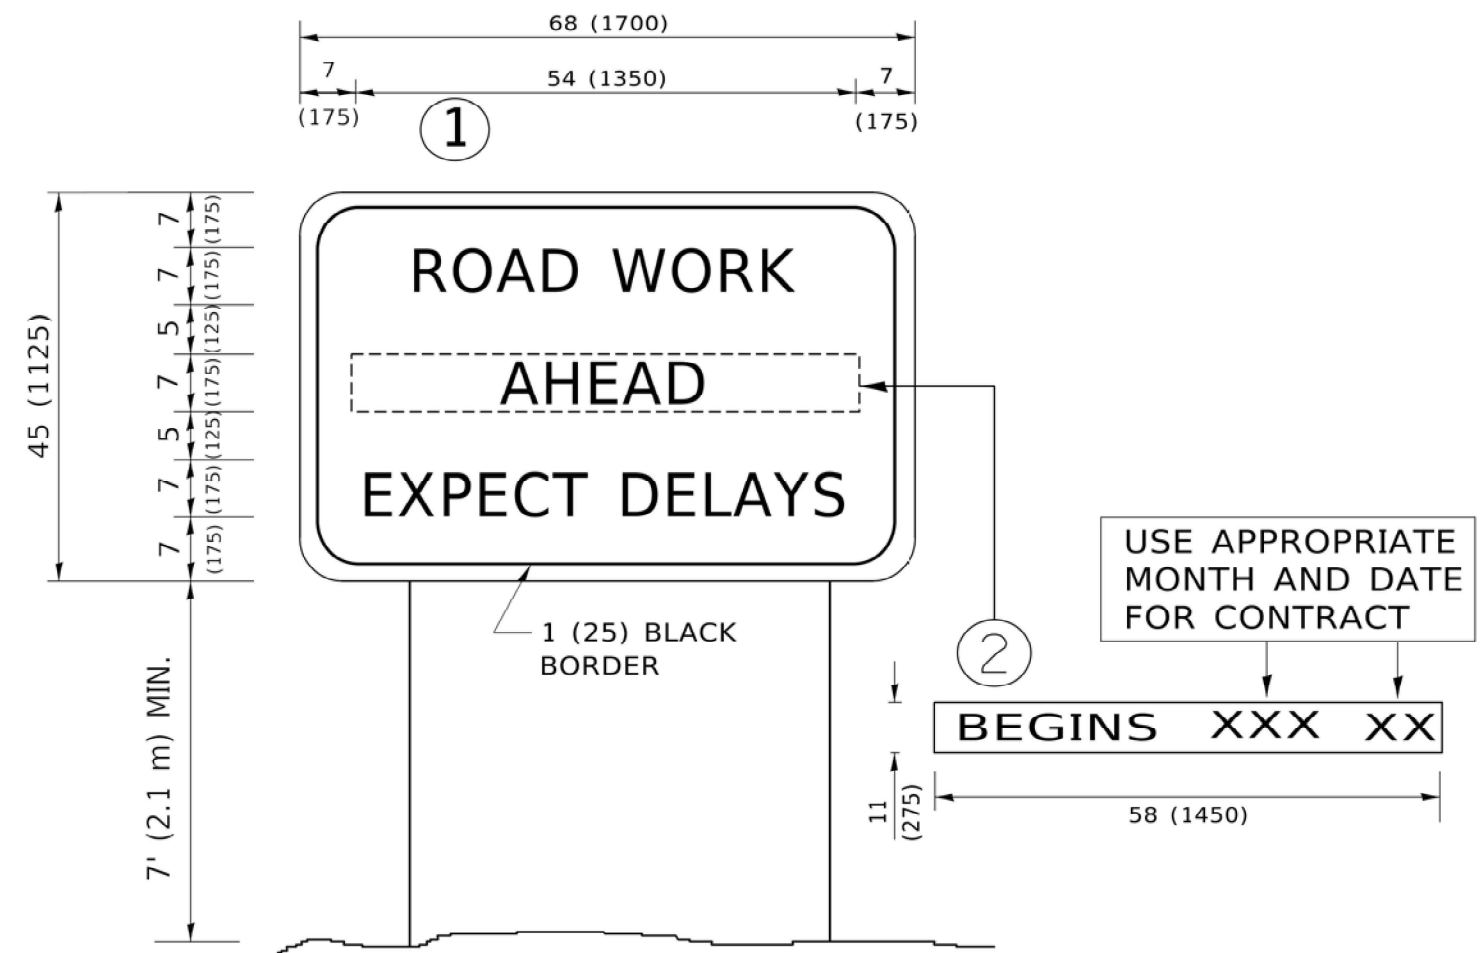 68 (1700)
7
54 (1350)
7
(175)
(175)
1
7
(175)
7
(175)
5
(125)
7
(175)
5
(125)
7
(175)
7
(175)
45 (1125)
ROAD WORK
AHEAD
EXPECT DELAYS
1 (25) BLACK
BORDER
7' (2.1 m) MIN.
2
USE APPROPRIATE
MONTH AND DATE
FOR CONTRACT
BEGINS XXX XX
11
(275)
58 (1450)